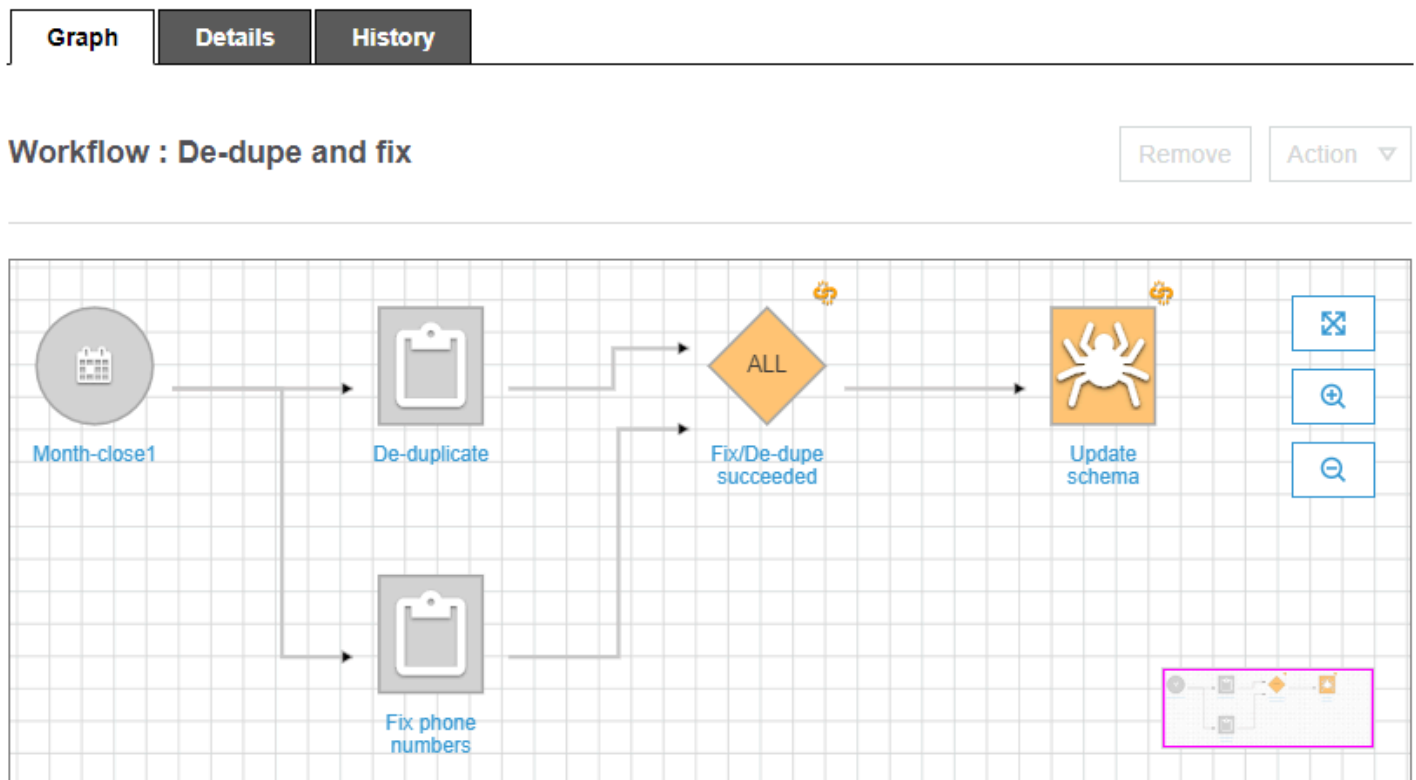 Graph
Details
History
Workflow : De-dupe and fix
Remove
Action
ALL
Month-close1
De-duplicate
Fix/De-dupe
succeeded
Update
schema
Fix phone
numbers